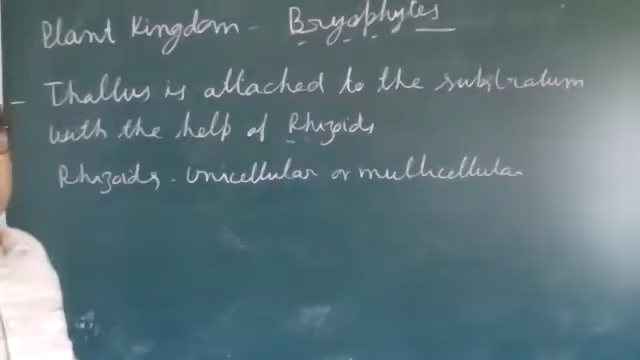 Plant Kingdom - Bryophytes
- Thallus is attached to the substratum
with the help of Rhizoids
Rhizoids - Unicellular or multicellular